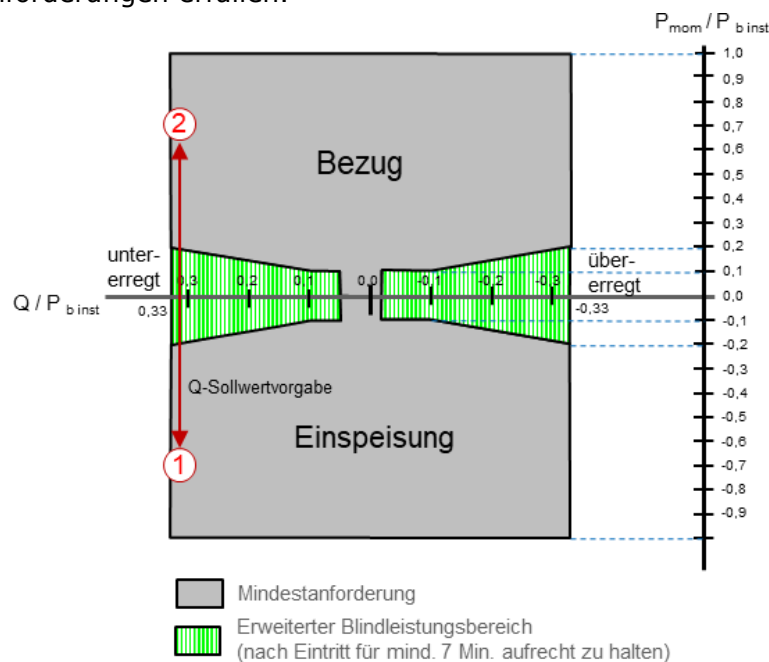 nforderungen erfüllen.
P mom / P b inst
1,0
0,9
0,8
2
0,7
0,6
Bezug
0,5
0,4
0,3
unter-
erregt
0,2
über-
erregt
0,1
0,3 0,2 0,1 0,0 -0,1 -0,2 -0,3
Q / P b inst
0,33
-0,33
0,0
-0,1
-0,2
-0,3
Q-Sollwertvorgabe
-0,4
-0,5
Einspeisung
-0,6
1
-0,7
-0,8
-0,9
Mindestanforderung
Erweiterter Blindleistungsbereich
(nach Eintritt für mind. 7 Min. aufrecht zu halten)